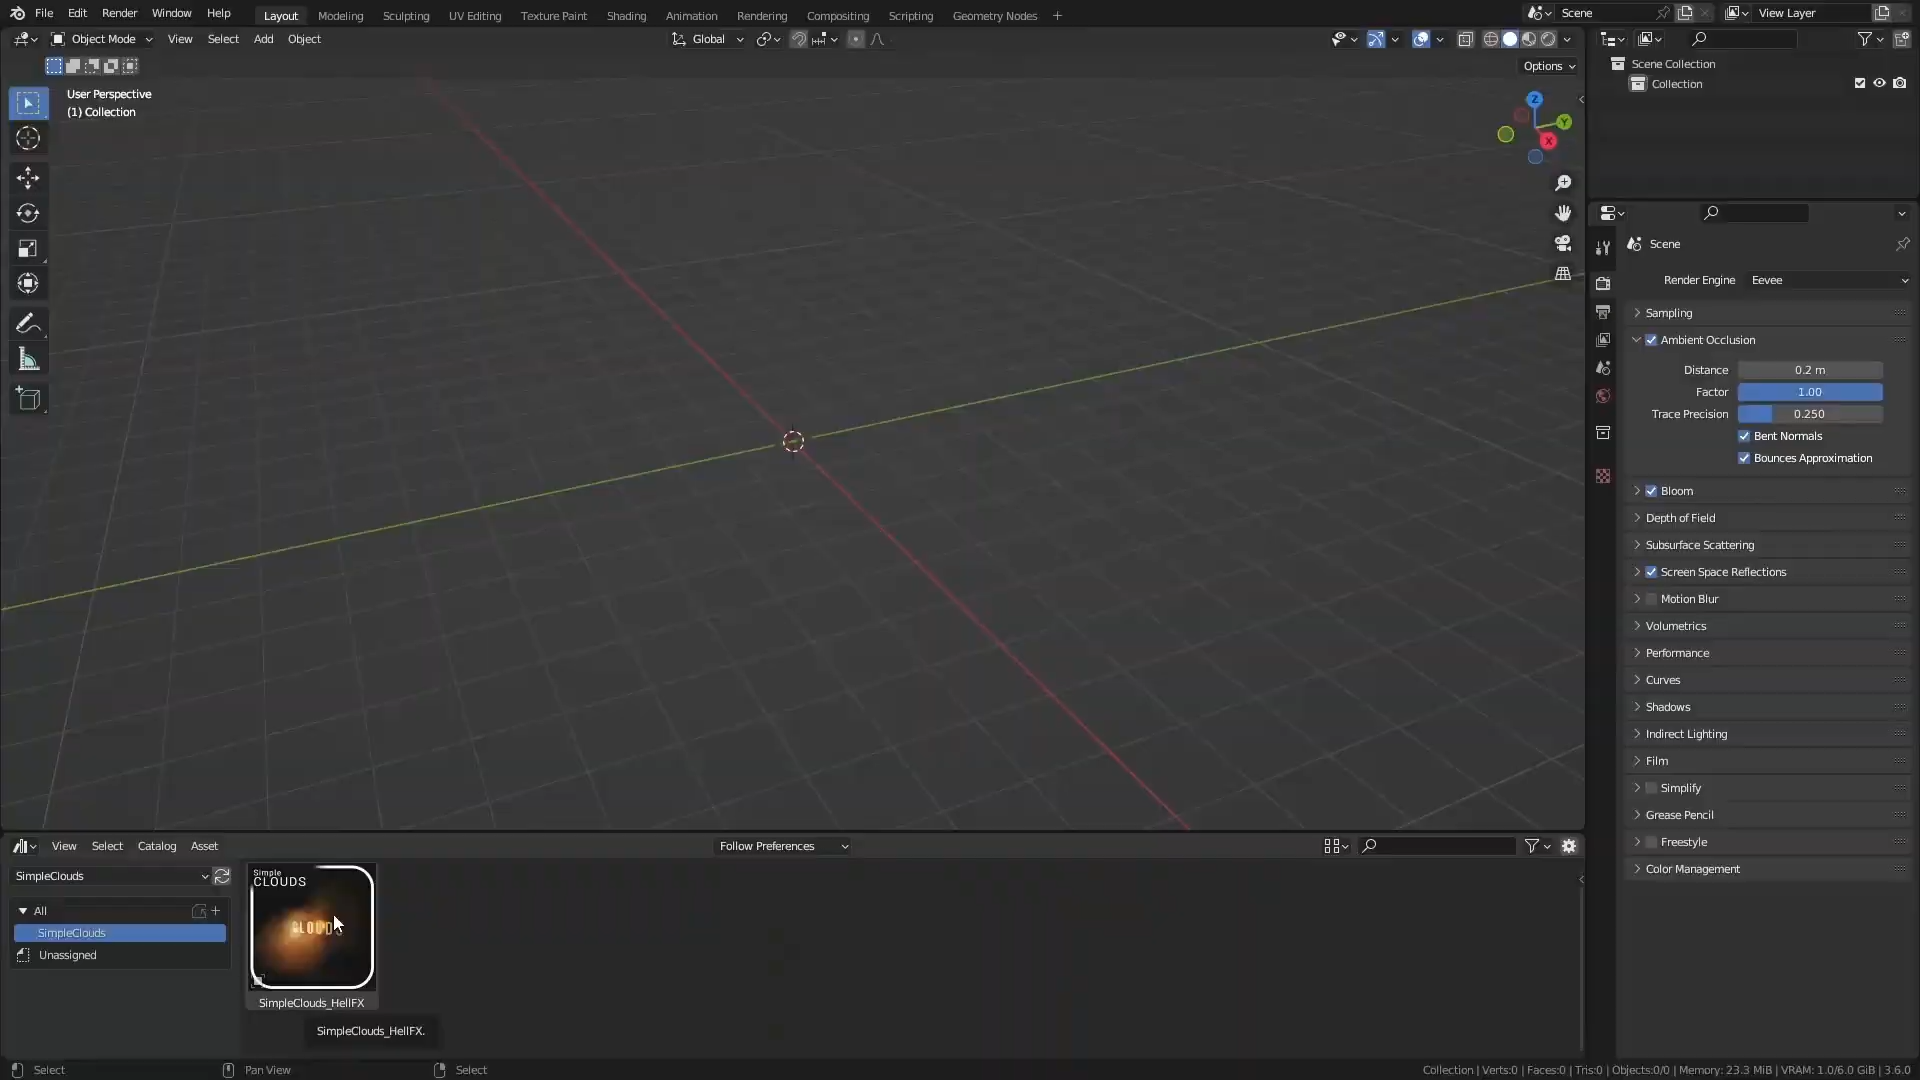 File Edit Render Window Help Layout Modeling Sculpting UV Editing Texture Paint Shading Animation Rendering Compositing Scripting Geometry Nodes + Scene View Layer
Object Mode View Select Add Object Global
Options
User Perspective
(1) Collection
Z
Y
X
Scene Collection
Collection
Scene
Render Engine Eevee
Sampling
Ambient Occlusion
Distance 0.2 m
Factor 1.00
Trace Precision 0.250
Bent Normals
Bounces Approximation
Bloom
Depth of Field
Subsurface Scattering
Screen Space Reflections
Motion Blur
Volumetrics
Performance
Curves
Shadows
Indirect Lighting
Film
Simplify
Grease Pencil
Freestyle
Color Management
View Select Catalog Asset Follow Preferences
SimpleClouds
All
SimpleClouds
Unassigned
Simple
CLOUDS
CLOUDS
SimpleClouds_HellFX
SimpleClouds_HellFX.
Select Pan View Select Collection | Verts:0 | Faces:0 | Tris:0 | Objects:0/0 | Memory: 23.3 MiB | VRAM: 1.0/6.0 GiB | 3.6.0